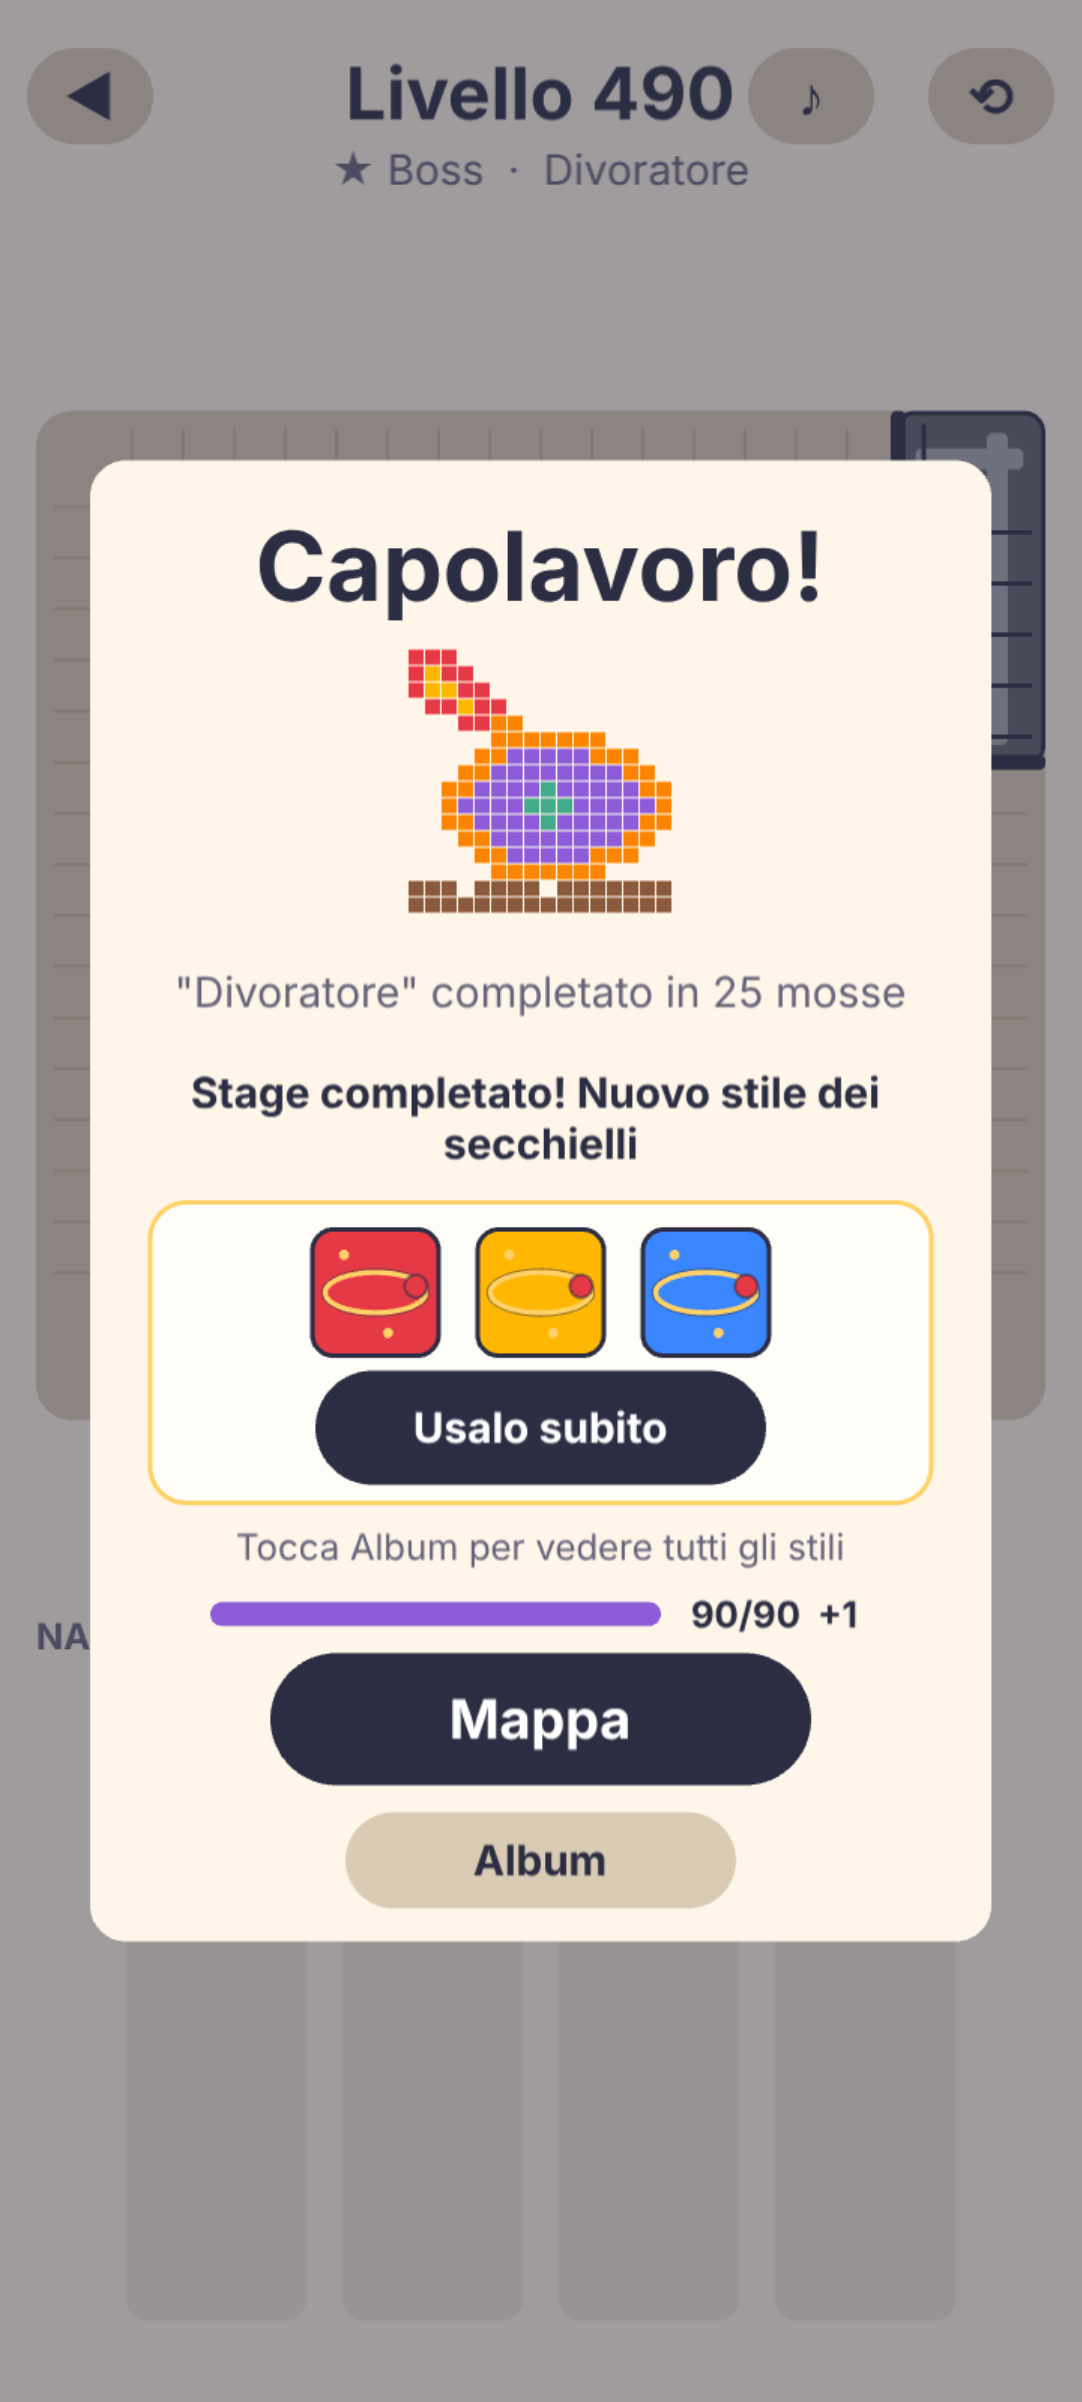 Livello 490
★ Boss · Divoratore
Capolavoro!
"Divoratore" completato in 25 mosse
Stage completato! Nuovo stile dei
secchielli
Usalo subito
Tocca Album per vedere tutti gli stili
90/90 +1
NA
Mappa
Album